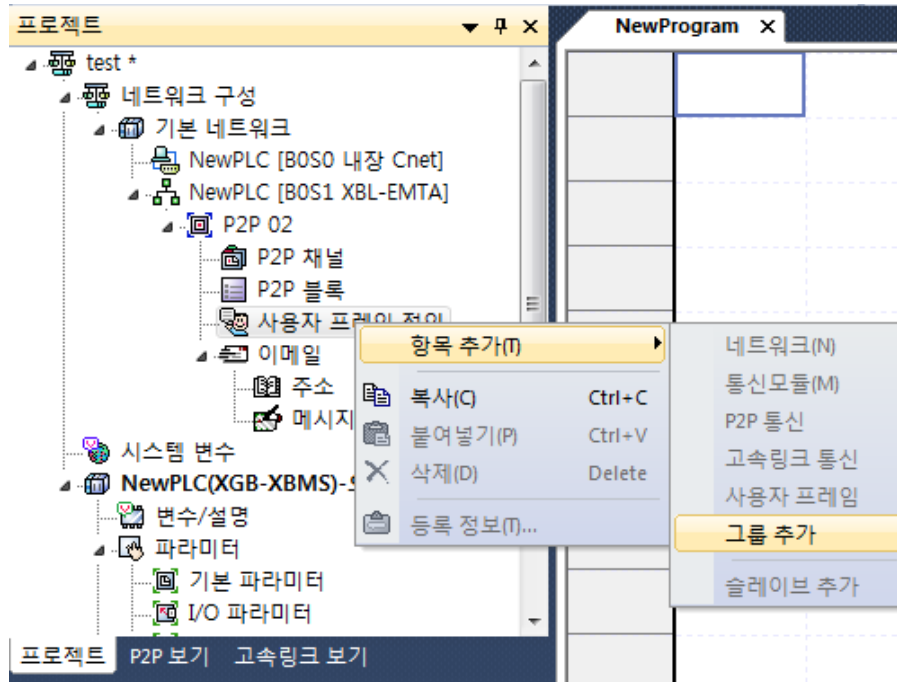 프로젝트
NewProgram
test *
네트워크 구성
기본 네트워크
NewPLC [B0S0 내장 Cnet]
NewPLC [B0S1 XBL-EMTA]
P2P 02
P2P 채널
P2P 블록
사용자 프레임 정의
이메일
주소
메시지
시스템 변수
NewPLC(XGB-XBMS)-
변수/설명
파라미터
기본 파라미터
I/O 파라미터
항목 추가(T)
복사(C) Ctrl+C
붙여넣기(P) Ctrl+V
삭제(D) Delete
등록 정보(T)...
네트워크(N)
통신모듈(M)
P2P 통신
고속링크 통신
사용자 프레임
그룹 추가
슬레이브 추가
프로젝트 P2P 보기 고속링크 보기